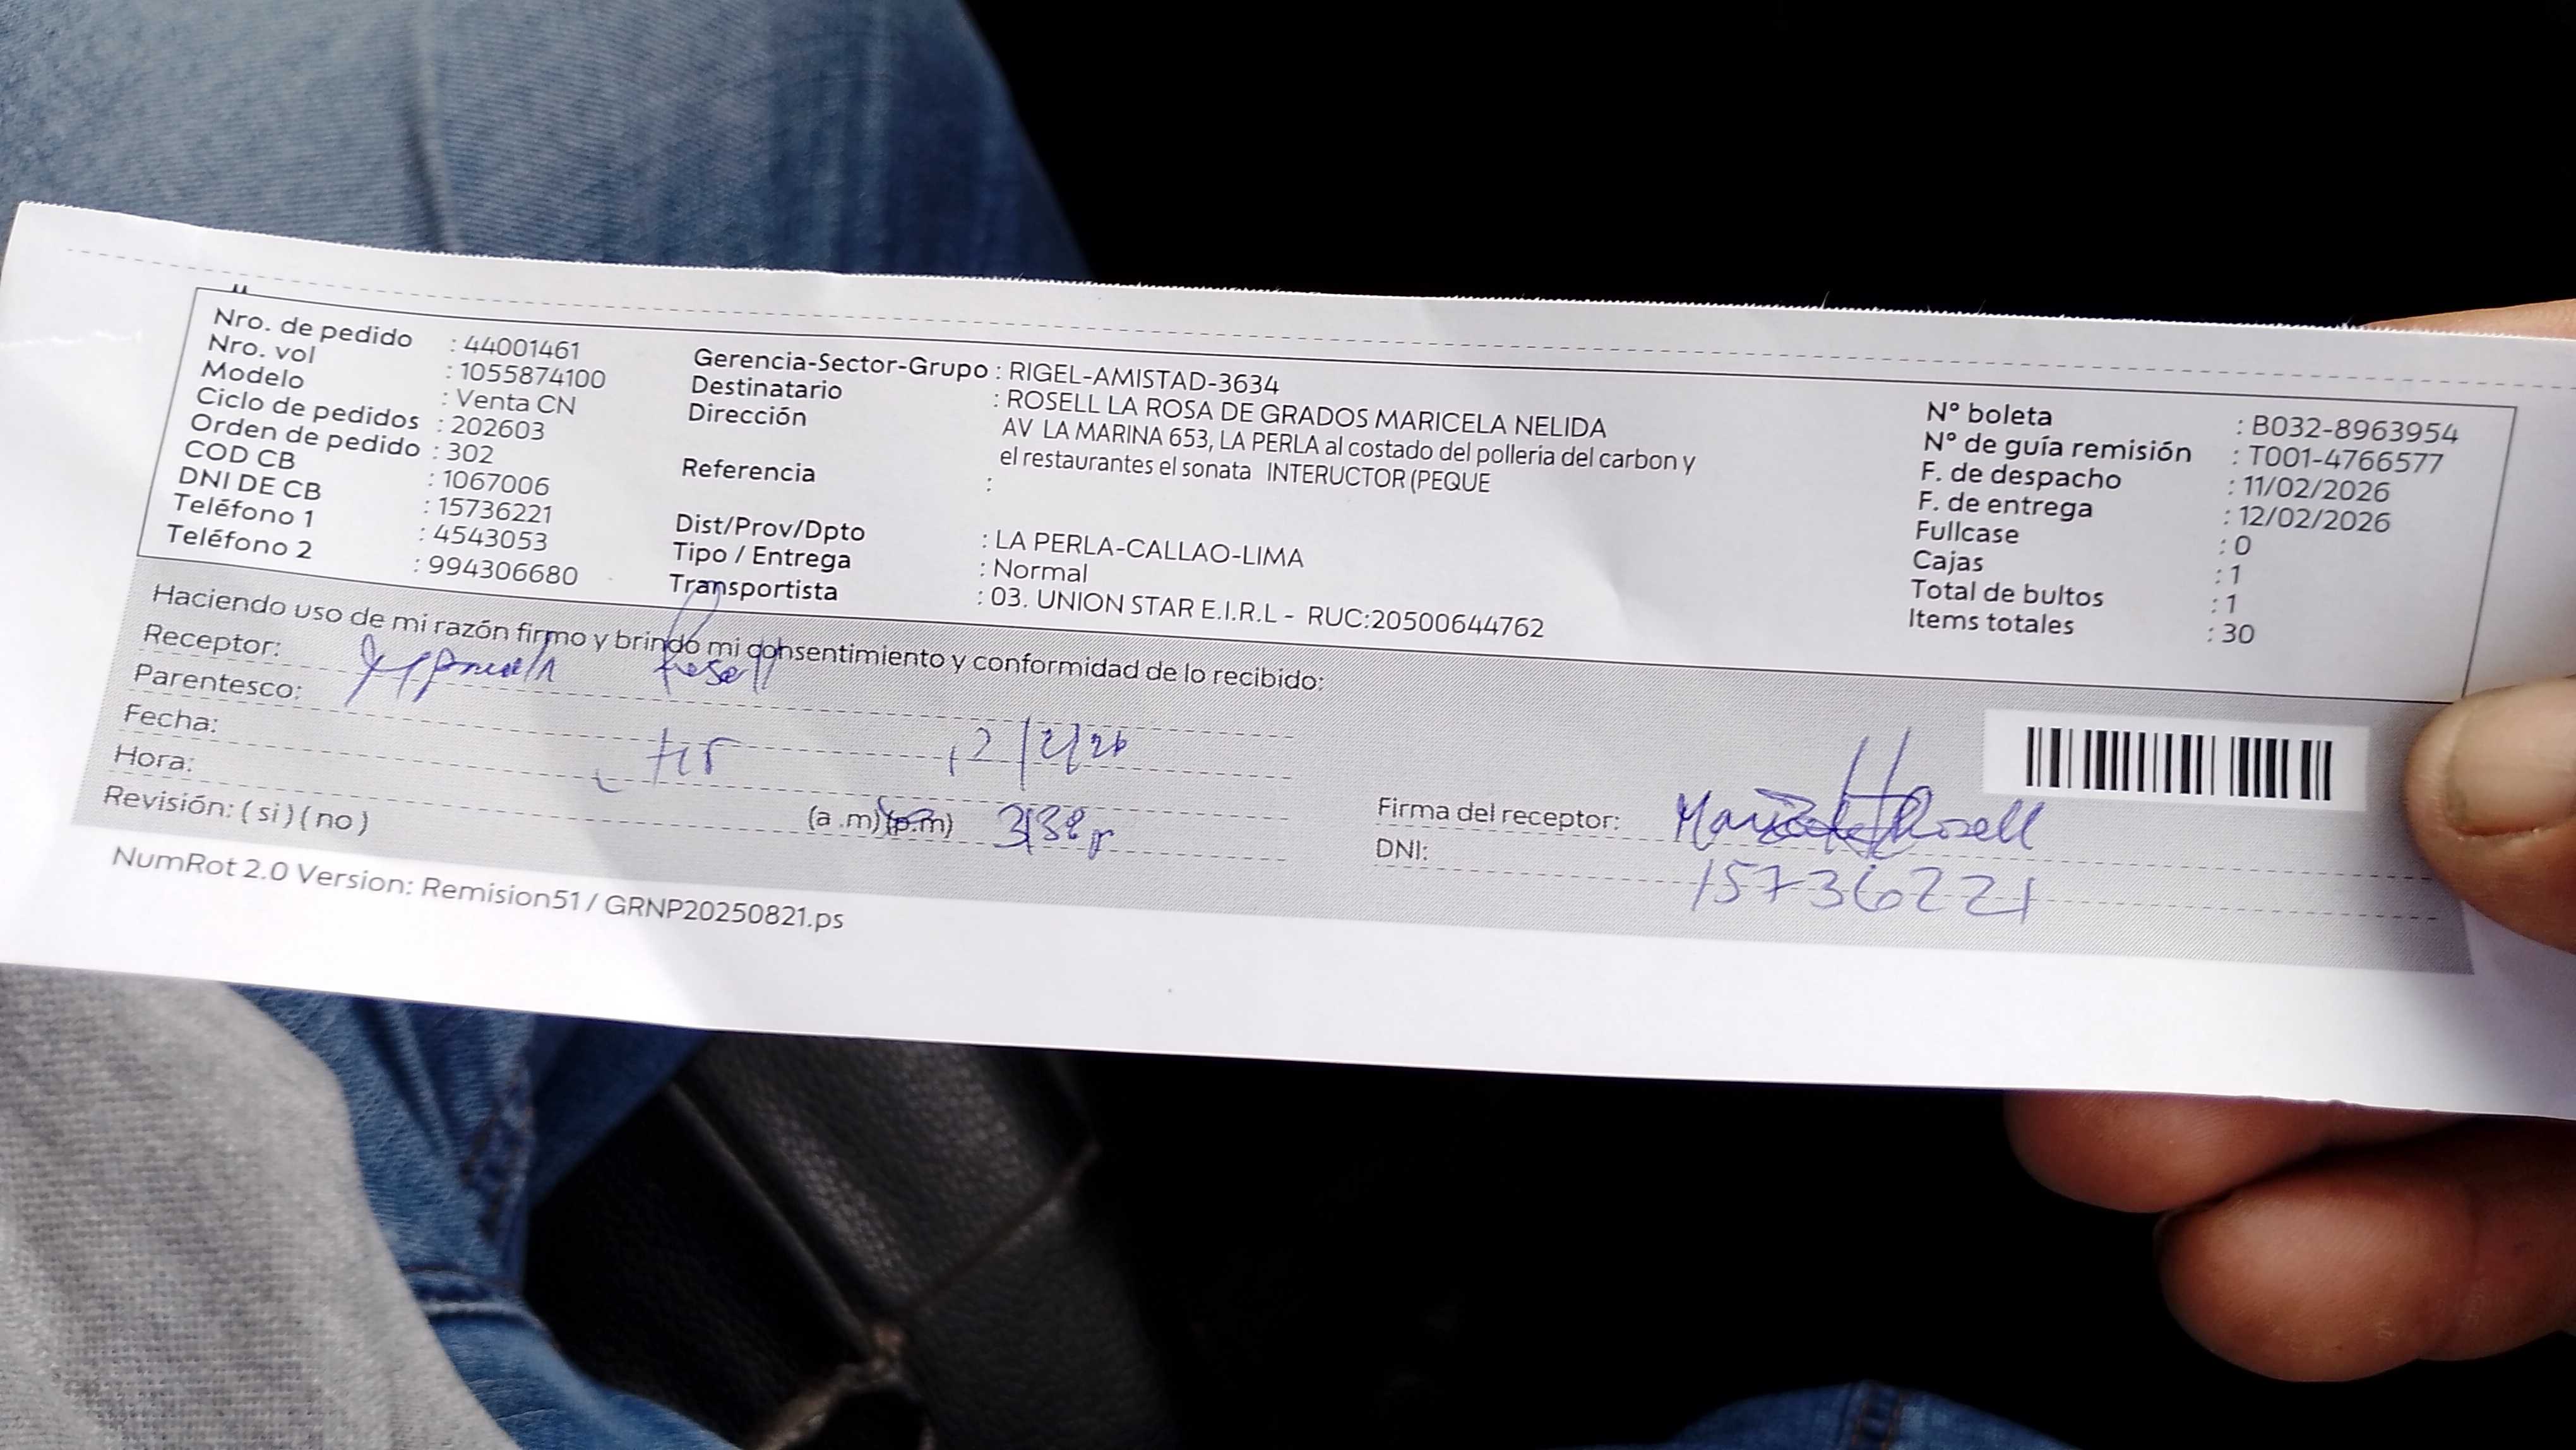 Nro. de pedido : 44001461
Nro. vol : 1055874100
Modelo : Venta CN
Ciclo de pedidos : 202603
Orden de pedido : 302
COD CB : 1067006
DNI DE CB : 15736221
Teléfono 1 : 4543053
Teléfono 2 : 994306680
Gerencia-Sector-Grupo : RIGEL-AMISTAD-3634
Destinatario : ROSELL LA ROSA DE GRADOS MARICELA NELIDA
Dirección AV LA MARINA 653, LA PERLA al costado del polleria del carbon y
el restaurantes el sonata INTERUCTOR (PEQUE
Referencia :
Dist/Prov/Dpto : LA PERLA-CALLAO-LIMA
Tipo / Entrega : Normal
Transportista : 03. UNION STAR E.I.R.L - RUC:20500644762
N° boleta : B032-8963954
N° de guía remisión : T001-4766577
F. de despacho : 11/02/2026
F. de entrega : 12/02/2026
Fullcase : 0
Cajas : 1
Total de bultos : 1
Items totales : 30
Haciendo uso de mi razón firmo y brindo mi consentimiento y conformidad de lo recibido:
Receptor: Rosell
Parentesco:
Fecha: 12/2/26
Hora: (a .m) (p.m)
Revisión: ( si ) ( no )
Firma del receptor: Rosell
DNI: 15736221
NumRot 2.0 Version: Remision51 / GRNP20250821.ps